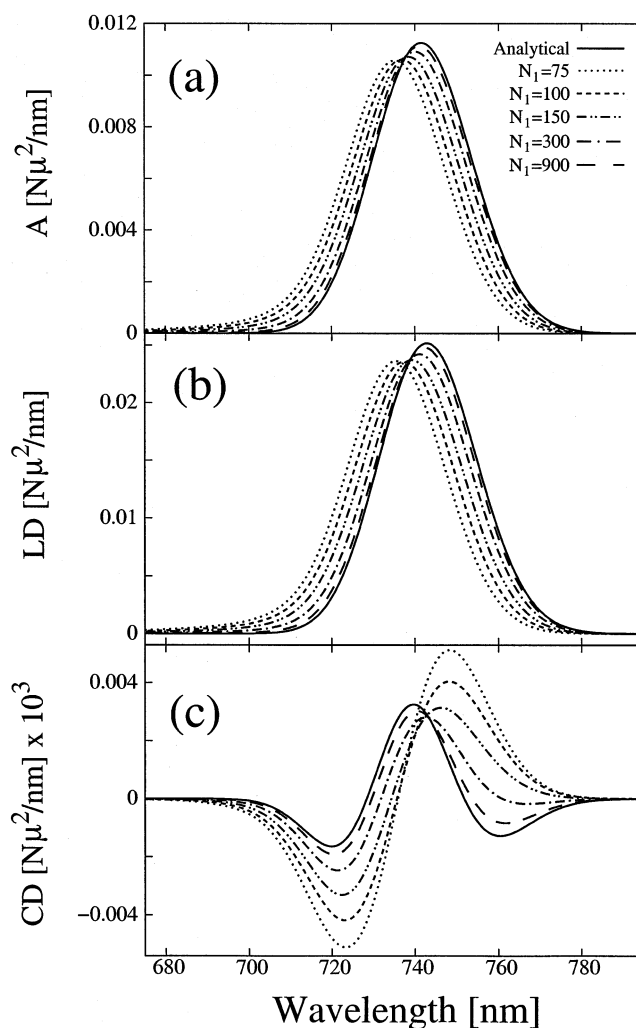 0.012
0.008
0.004
0
A [Nμ²/nm]
(a)
Analytical
N₁=75
N₁=100
N₁=150
N₁=300
N₁=900
0.02
0.01
0
LD [Nμ²/nm]
(b)
0.004
0
−0.004
CD [Nμ²/nm] x 10³
(c)
680 700 720 740 760 780
Wavelength [nm]